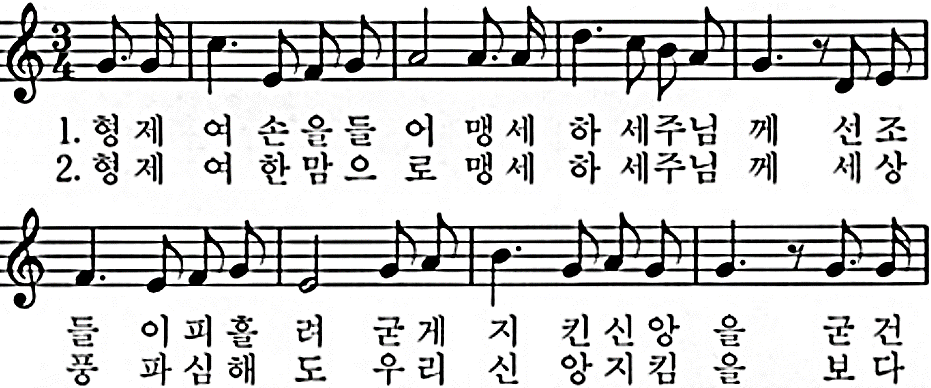 1. 형 제 여 손 을 들 어 맹 세 하 세 주 님 께 선 조
2. 형 제 여 한 맘 으 로 맹 세 하 세 주 님 께 세 상
들 이 피 흘 려 굳 게 지 킨 신 앙 을 굳 건
풍 파 심 해 도 우 리 신 앙 지 킴 을 보 다